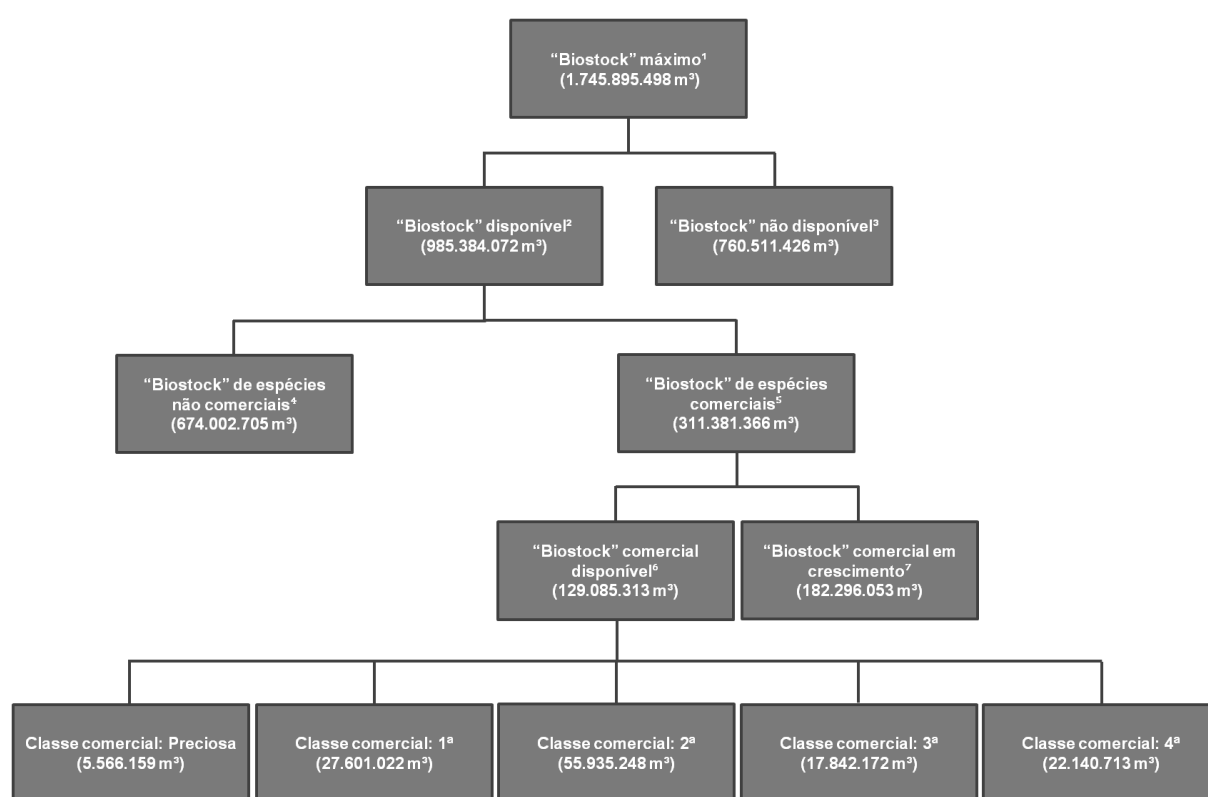 “Biostock” máximo¹
(1.745.895.498 m³)
“Biostock” disponível²
(985.384.072 m³)
“Biostock” não disponível³
(760.511.426 m³)
“Biostock” de espécies
não comerciais⁴
(674.002.705 m³)
“Biostock” de espécies
comerciais⁵
(311.381.366 m³)
“Biostock” comercial
disponível⁶
(129.085.313 m³)
“Biostock” comercial em
crescimento⁷
(182.296.053 m³)
Classe comercial: Preciosa
(5.566.159 m³)
Classe comercial: 1ª
(27.601.022 m³)
Classe comercial: 2ª
(55.935.248 m³)
Classe comercial: 3ª
(17.842.172 m³)
Classe comercial: 4ª
(22.140.713 m³)